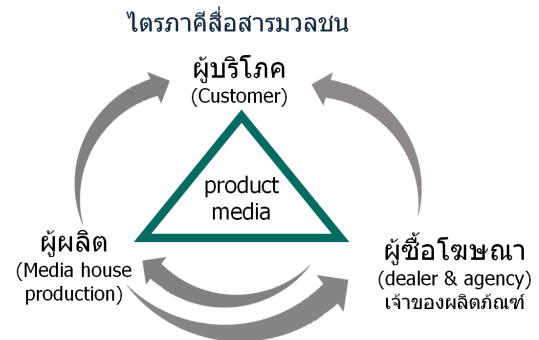 ไตรภาคีสื่อสารมวลชน
ผู้บริโภค
(Customer)
product
media
ผู้ผลิต
(Media house
production)
ผู้ซื้อโฆษณา
(dealer & agency)
เจ้าของผลิตภัณฑ์